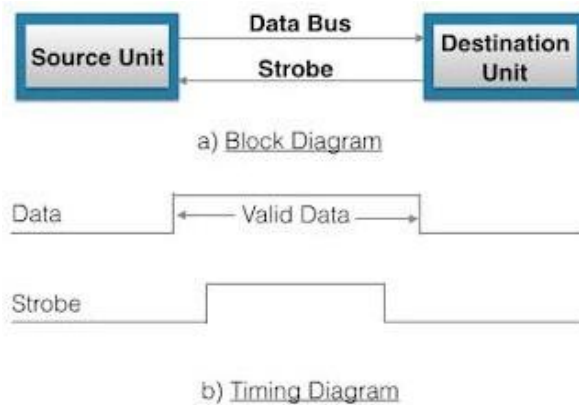 Data Bus
Source Unit
Strobe
Destination
Unit
a) Block Diagram
Data
Valid Data
Strobe
b) Timing Diagram